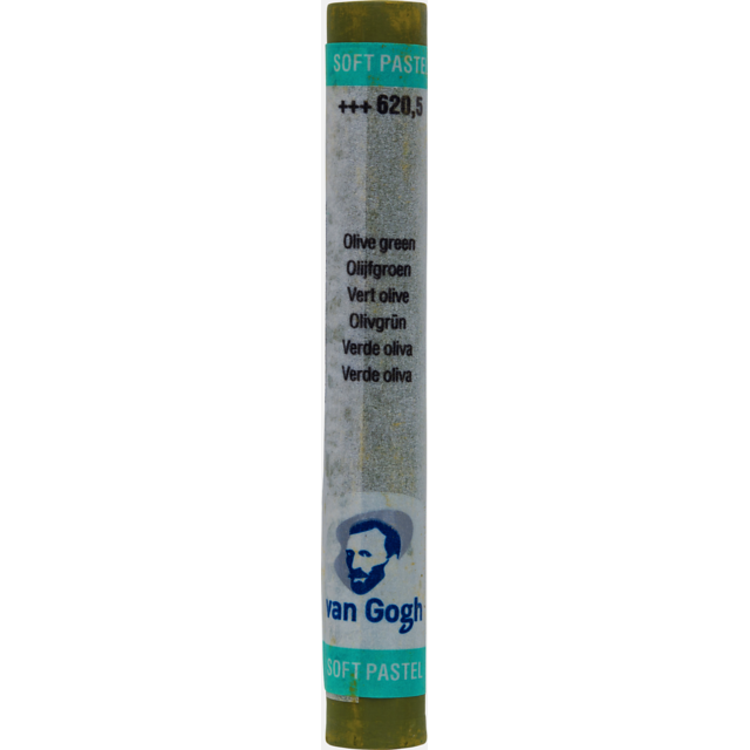 SOFT PASTEL
+++ 620,5
Olive green
Olijfgroen
Vert olive
Olivgrün
Verde oliva
Verde oliva
van Gogh
SOFT PASTEL